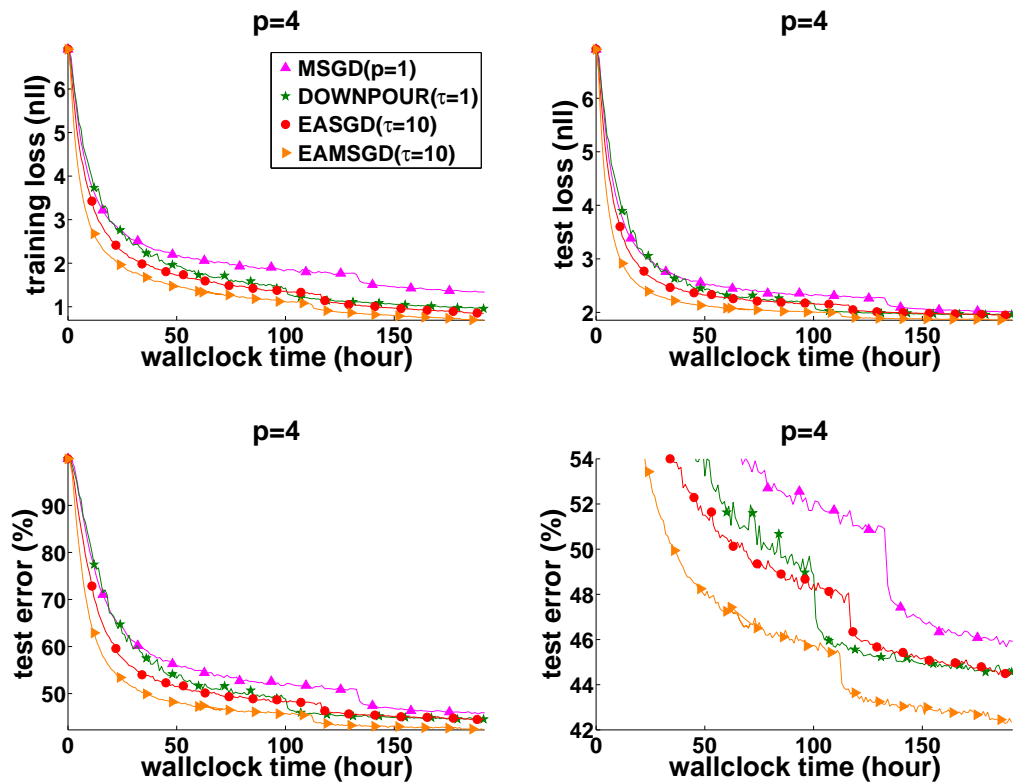 p=4
training loss (nll)
6
5
4
3
2
1
0
50
100
150
wallclock time (hour)
MSGD(p=1)
DOWNPOUR(τ=1)
EASGD(τ=10)
EAMSGD(τ=10)
p=4
test loss (nll)
6
5
4
3
2
0
50
100
150
wallclock time (hour)
p=4
test error (%)
90
80
70
60
50
0
50
100
150
wallclock time (hour)
p=4
test error (%)
54
52
50
48
46
44
42
0
50
100
150
wallclock time (hour)